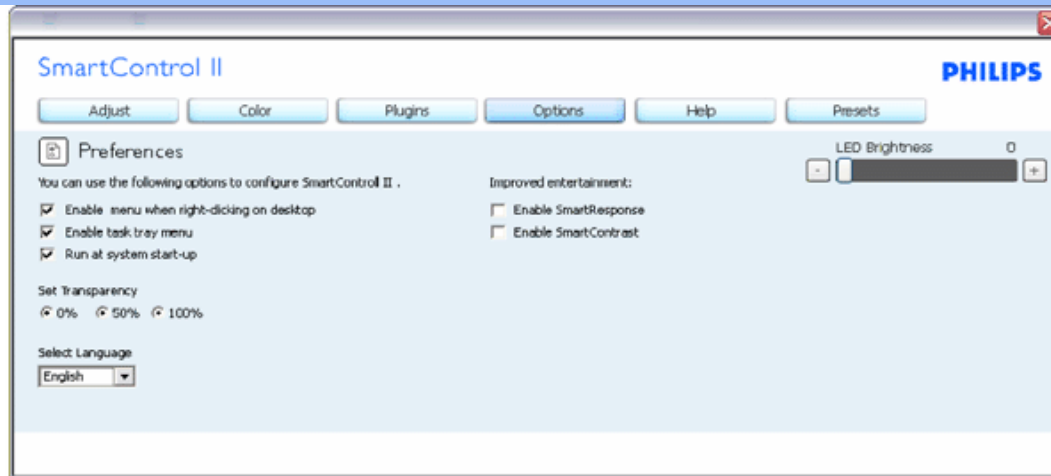 SmartControl II
PHILIPS
Adjust Color Plugins Options Help Presets
Preferences
LED Brightness 0
- +
You can use the following options to configure SmartControl II .
Improved entertainment:
Enable menu when right-clicking on desktop
Enable SmartResponse
Enable task tray menu
Enable SmartContrast
Run at system start-up
Set Transparency
0% 50% 100%
Select Language
English